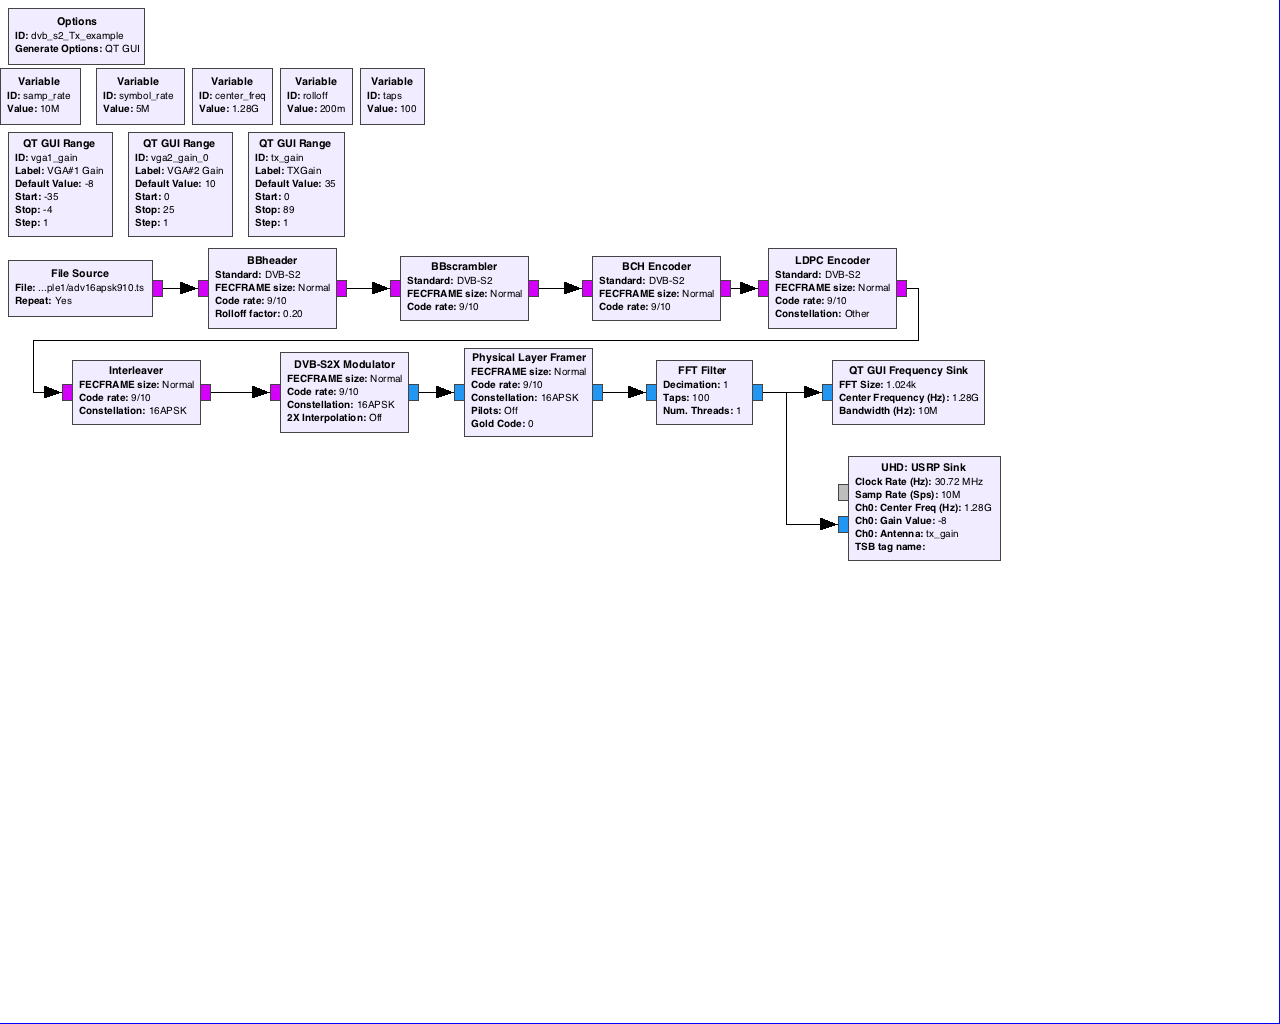 Options
ID: dvb_s2_Tx_example
Generate Options: QT GUI
Variable
ID: samp_rate
Value: 10M
Variable
ID: symbol_rate
Value: 5M
Variable
ID: center_freq
Value: 1.28G
Variable
ID: rolloff
Value: 200m
Variable
ID: taps
Value: 100
QT GUI Range
ID: vga1_gain
Label: VGA#1 Gain
Default Value: -8
Start: -35
Stop: -4
Step: 1
QT GUI Range
ID: vga2_gain_0
Label: VGA#2 Gain
Default Value: 10
Start: 0
Stop: 25
Step: 1
QT GUI Range
ID: tx_gain
Label: TXGain
Default Value: 35
Start: 0
Stop: 89
Step: 1
File Source
File: ...ple1/adv16apsk910.ts
Repeat: Yes
BBheader
Standard: DVB-S2
FECFRAME size: Normal
Code rate: 9/10
Rolloff factor: 0.20
BBscrambler
Standard: DVB-S2
FECFRAME size: Normal
Code rate: 9/10
BCH Encoder
Standard: DVB-S2
FECFRAME size: Normal
Code rate: 9/10
LDPC Encoder
Standard: DVB-S2
FECFRAME size: Normal
Code rate: 9/10
Constellation: Other
Interleaver
FECFRAME size: Normal
Code rate: 9/10
Constellation: 16APSK
DVB-S2X Modulator
FECFRAME size: Normal
Code rate: 9/10
Constellation: 16APSK
2X Interpolation: Off
Physical Layer Framer
FECFRAME size: Normal
Code rate: 9/10
Constellation: 16APSK
Pilots: Off
Gold Code: 0
FFT Filter
Decimation: 1
Taps: 100
Num. Threads: 1
QT GUI Frequency Sink
FFT Size: 1.024k
Center Frequency (Hz): 1.28G
Bandwidth (Hz): 10M
UHD: USRP Sink
Clock Rate (Hz): 30.72 MHz
Samp Rate (Sps): 10M
Ch0: Center Freq (Hz): 1.28G
Ch0: Gain Value: -8
Ch0: Antenna: tx_gain
TSB tag name: